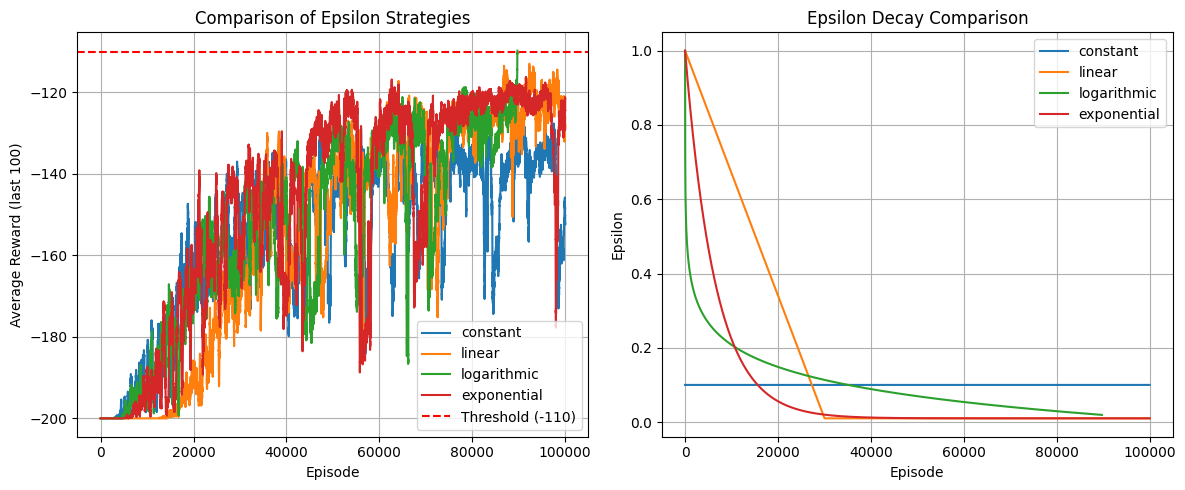 Comparison of Epsilon Strategies
Average Reward (last 100)
−120
−140
−160
−180
−200
0
20000
40000
60000
80000
100000
Episode
constant
linear
logarithmic
exponential
Threshold (-110)
Epsilon Decay Comparison
Epsilon
1.0
0.8
0.6
0.4
0.2
0.0
0
20000
40000
60000
80000
100000
Episode
constant
linear
logarithmic
exponential